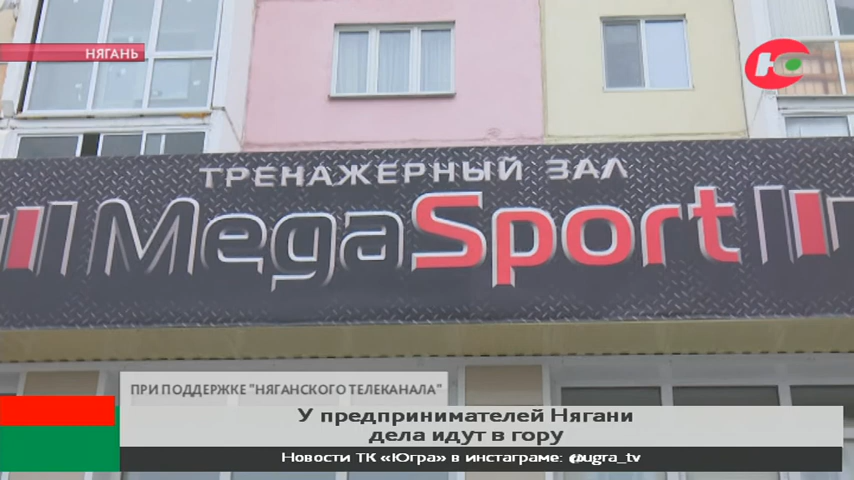 НЯГАНЬ
Ю
ТРЕНАЖЕРНЫЙ ЗАЛ
MegaSport
ПРИ ПОДДЕРЖКЕ "НЯГАНСКОГО ТЕЛЕКАНАЛА"
У предпринимателей Нягани
дела идут в гору
Новости ТК «Югра» в инстаграме: @ugra_tv